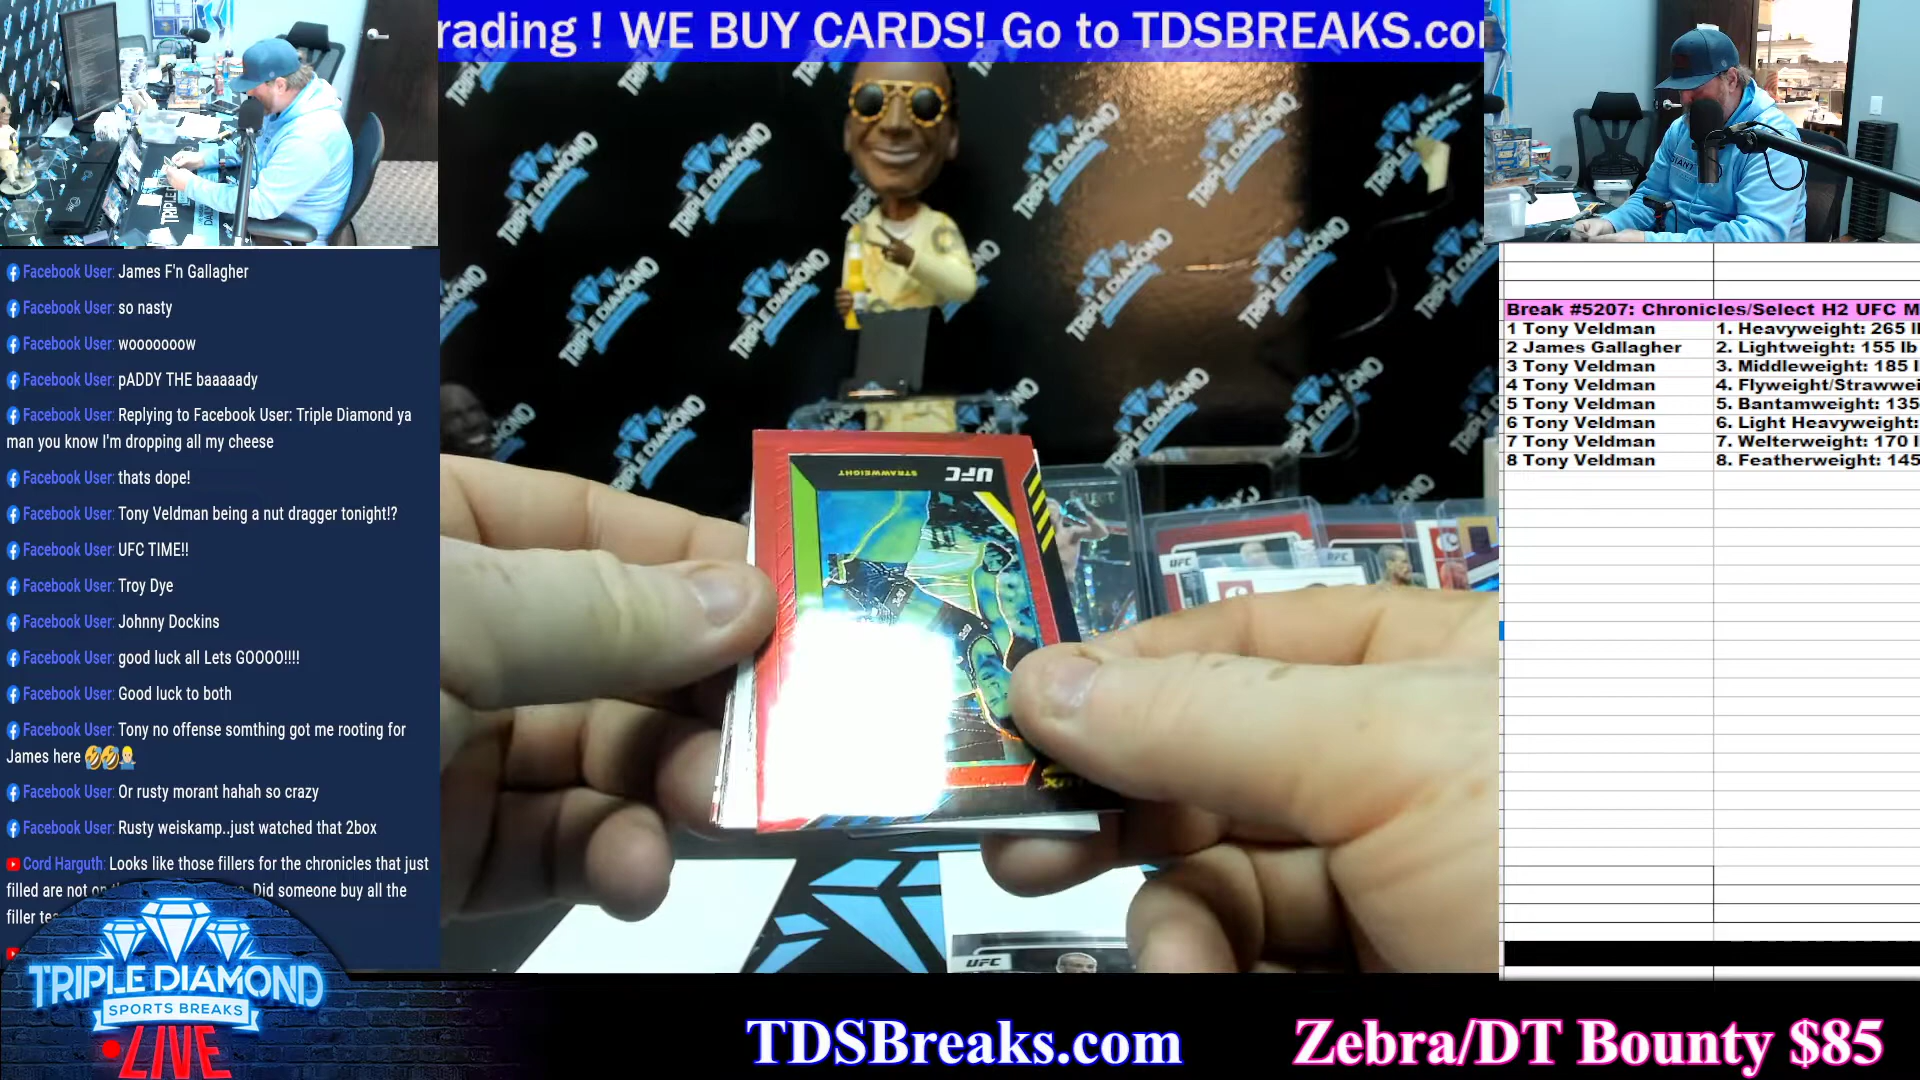 rading ! WE BUY CARDS! Go to TDSBREAKS.co
Facebook User: James F'n Gallagher
Facebook User: so nasty
Facebook User: wooooooow
Facebook User: pADDY THE baaaaady
Facebook User: Replying to Facebook User: Triple Diamond ya
man you know I'm dropping all my cheese
Facebook User: thats dope!
Facebook User: Tony Veldman being a nut dragger tonight!?
Facebook User: UFC TIME!!
Facebook User: Troy Dye
Facebook User: Johnny Dockins
Facebook User: good luck all Lets GOOOO!!!!
Facebook User: Good luck to both
Facebook User: Tony no offense somthing got me rooting for
James here 🤣🤣
Facebook User: Or rusty morant hahah so crazy
Facebook User: Rusty weiskamp..just watched that 2box
Cord Harguth: Looks like those fillers for the chronicles that just
filled are not Did someone buy all the
filler
TRIPLE DIAMOND
SPORTS BREAKS
LIVE
TRIPLE DIAMOND
UFC
STRAWWEIGHT
UFC
UFC
Break #5207: Chronicles/Select H2 UFC M
1 Tony Veldman 1. Heavyweight: 265 l
2 James Gallagher 2. Lightweight: 155 lb
3 Tony Veldman 3. Middleweight: 185 l
4 Tony Veldman 4. Flyweight/Strawwei
5 Tony Veldman 5. Bantamweight: 135
6 Tony Veldman 6. Light Heavyweight:
7 Tony Veldman 7. Welterweight: 170 l
8 Tony Veldman 8. Featherweight: 145
TDSBreaks.com
Zebra/DT Bounty $85